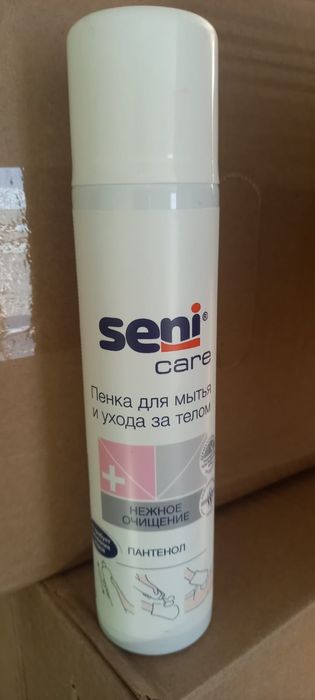 seni®
care
Пенка для мытья
и ухода за телом
НЕЖНОЕ
ОЧИЩЕНИЕ
ПАНТЕНОЛ